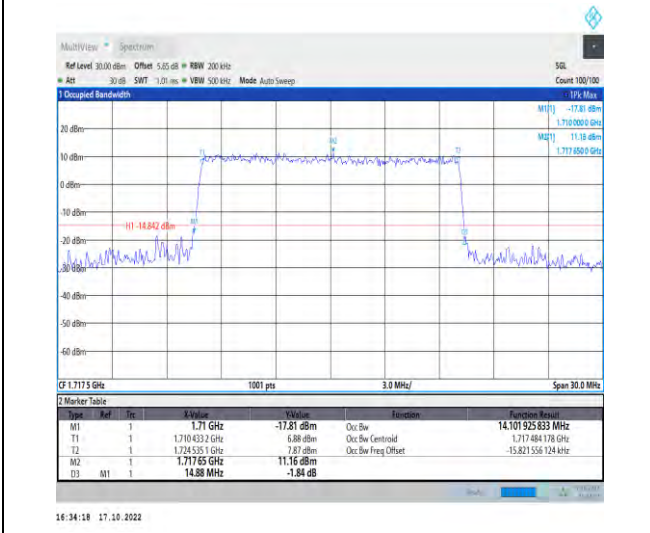 MultiView Spectrum
Ref Level 30.00 dBm Offset 5.65 dB RBW 200 kHz SGL
Att 30 dB SWT 1.01 ms VBW 500 kHz Mode Auto Sweep Count 100/100
1 Occupied Bandwidth 1Pk Max
M1[1] -17.81 dBm
1.710 000 0 GHz
M2[1] 11.16 dBm
1.717 650 0 GHz
20 dBm
M2
T1 T2
10 dBm
0 dBm
-10 dBm
M1
H1 -14.842 dBm
D3
-20 dBm
-30 dBm
-40 dBm
-50 dBm
-60 dBm
CF 1.717 5 GHz 1001 pts 3.0 MHz/ Span 30.0 MHz
2 Marker Table
Type Ref Trc X-Value Y-Value Function Function Result
M1 1 1.71 GHz -17.81 dBm Occ Bw 14.101 925 833 MHz
T1 1 1.710 433 2 GHz 6.88 dBm Occ Bw Centroid 1.717 484 178 GHz
T2 1 1.724 535 1 GHz 7.87 dBm Occ Bw Freq Offset -15.821 556 124 kHz
M2 1 1.717 65 GHz 11.16 dBm
D3 M1 1 14.88 MHz -1.84 dB
16:34:18 17.10.2022